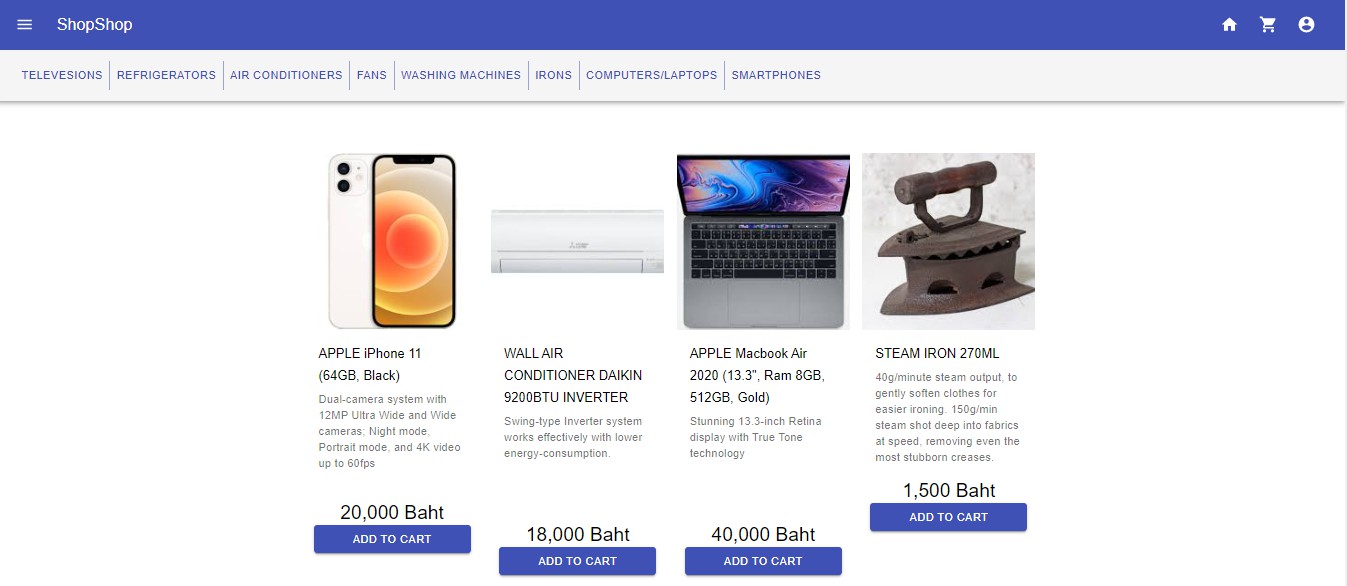 ShopShop
TELEVESIONS
REFRIGERATORS
AIR CONDITIONERS
FANS
WASHING MACHINES
IRONS
COMPUTERS/LAPTOPS
SMARTPHONES
APPLE iPhone 11
(64GB, Black)
Dual-camera system with
12MP Ultra Wide and Wide
cameras; Night mode,
Portrait mode, and 4K video
up to 60fps
20,000 Baht
ADD TO CART
WALL AIR
CONDITIONER DAIKIN
9200BTU INVERTER
Swing-type Inverter system
works effectively with lower
energy-consumption.
18,000 Baht
ADD TO CART
APPLE Macbook Air
2020 (13.3", Ram 8GB,
512GB, Gold)
Stunning 13.3-inch Retina
display with True Tone
technology
40,000 Baht
ADD TO CART
STEAM IRON 270ML
40g/minute steam output, to
gently soften clothes for
easier ironing. 150g/min
steam shot deep into fabrics
at speed, removing even the
most stubborn creases.
1,500 Baht
ADD TO CART